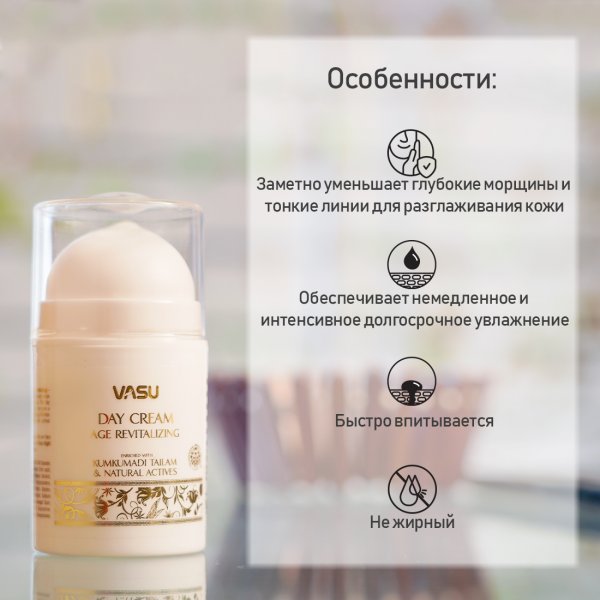 Особенности:
Заметно уменьшает глубокие морщины и
тонкие линии для разглаживания кожи
Обеспечивает немедленное и
интенсивное долгосрочное увлажнение
Быстро впитывается
Не жирный
VASU
DAY CREAM
AGE REVITALIZING
ENRICHED WITH
KUMKUMADI TAILAM
& NATURAL ACTIVES